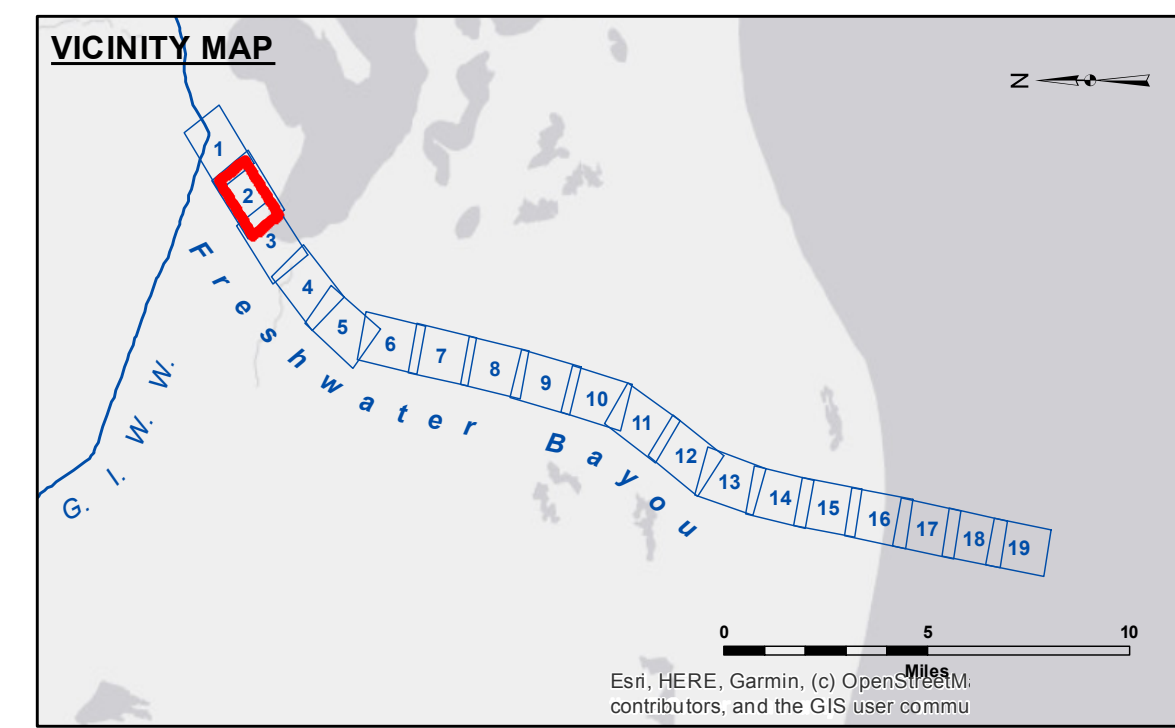 VICINITY MAP
N
1
2
3
4
5
6
7
8
9
10
11
12
13
14
15
16
17
18
19
Freshwater Bayou
G. I. W. W.
0 5 10
Miles
Esri, HERE, Garmin, (c) OpenStreetM
contributors, and the GIS user commu